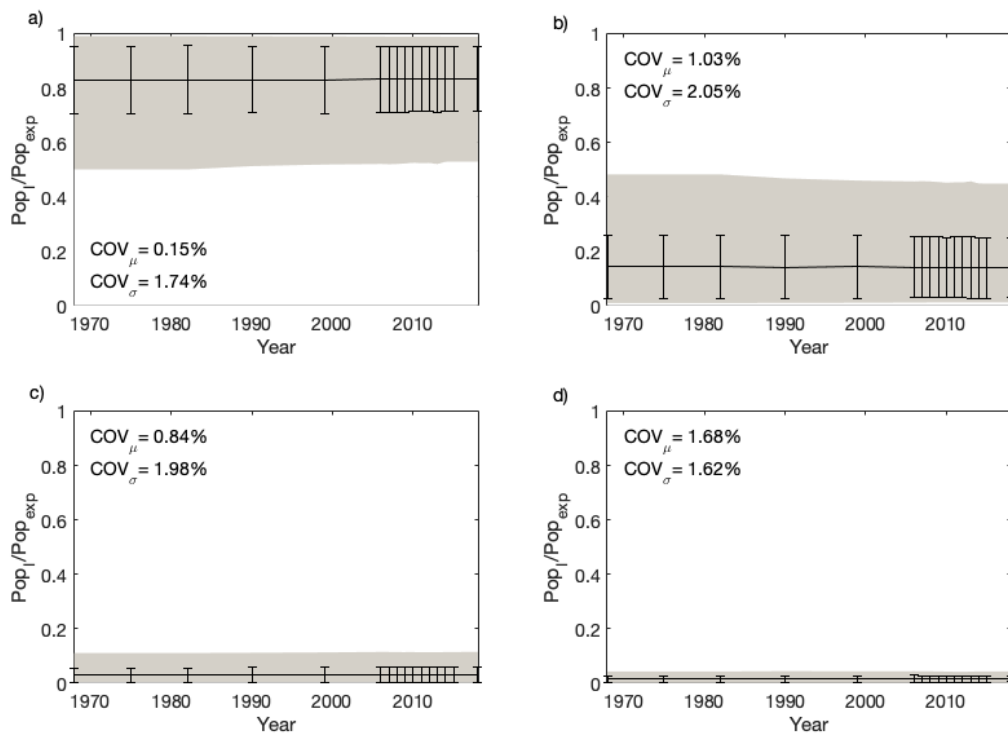 a)
1
0.8
0.6
0.4
0.2
0
Pop_I/Pop_exp
COV_μ = 0.15%
COV_σ = 1.74%
1970 1980 1990 2000 2010
Year
b)
1
0.8
0.6
0.4
0.2
0
Pop_I/Pop_exp
COV_μ = 1.03%
COV_σ = 2.05%
1970 1980 1990 2000 2010
Year
c)
1
0.8
0.6
0.4
0.2
0
Pop_I/Pop_exp
COV_μ = 0.84%
COV_σ = 1.98%
1970 1980 1990 2000 2010
Year
d)
1
0.8
0.6
0.4
0.2
0
Pop_I/Pop_exp
COV_μ = 1.68%
COV_σ = 1.62%
1970 1980 1990 2000 2010
Year